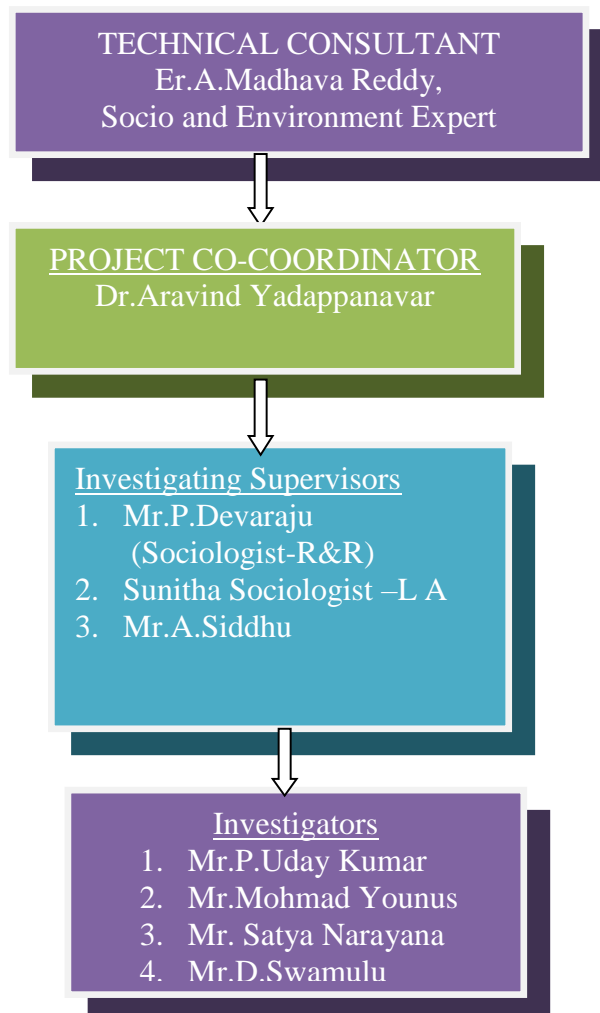 TECHNICAL CONSULTANT
Er.A.Madhava Reddy,
Socio and Environment Expert
PROJECT CO-COORDINATOR
Dr.Aravind Yadappanavar
Investigating Supervisors
1. Mr.P.Devaraju
(Sociologist-R&R)
2. Sunitha Sociologist –L A
3. Mr.A.Siddhu
Investigators
1. Mr.P.Uday Kumar
2. Mr.Mohmad Younus
3. Mr. Satya Narayana
4. Mr.D.Swamulu